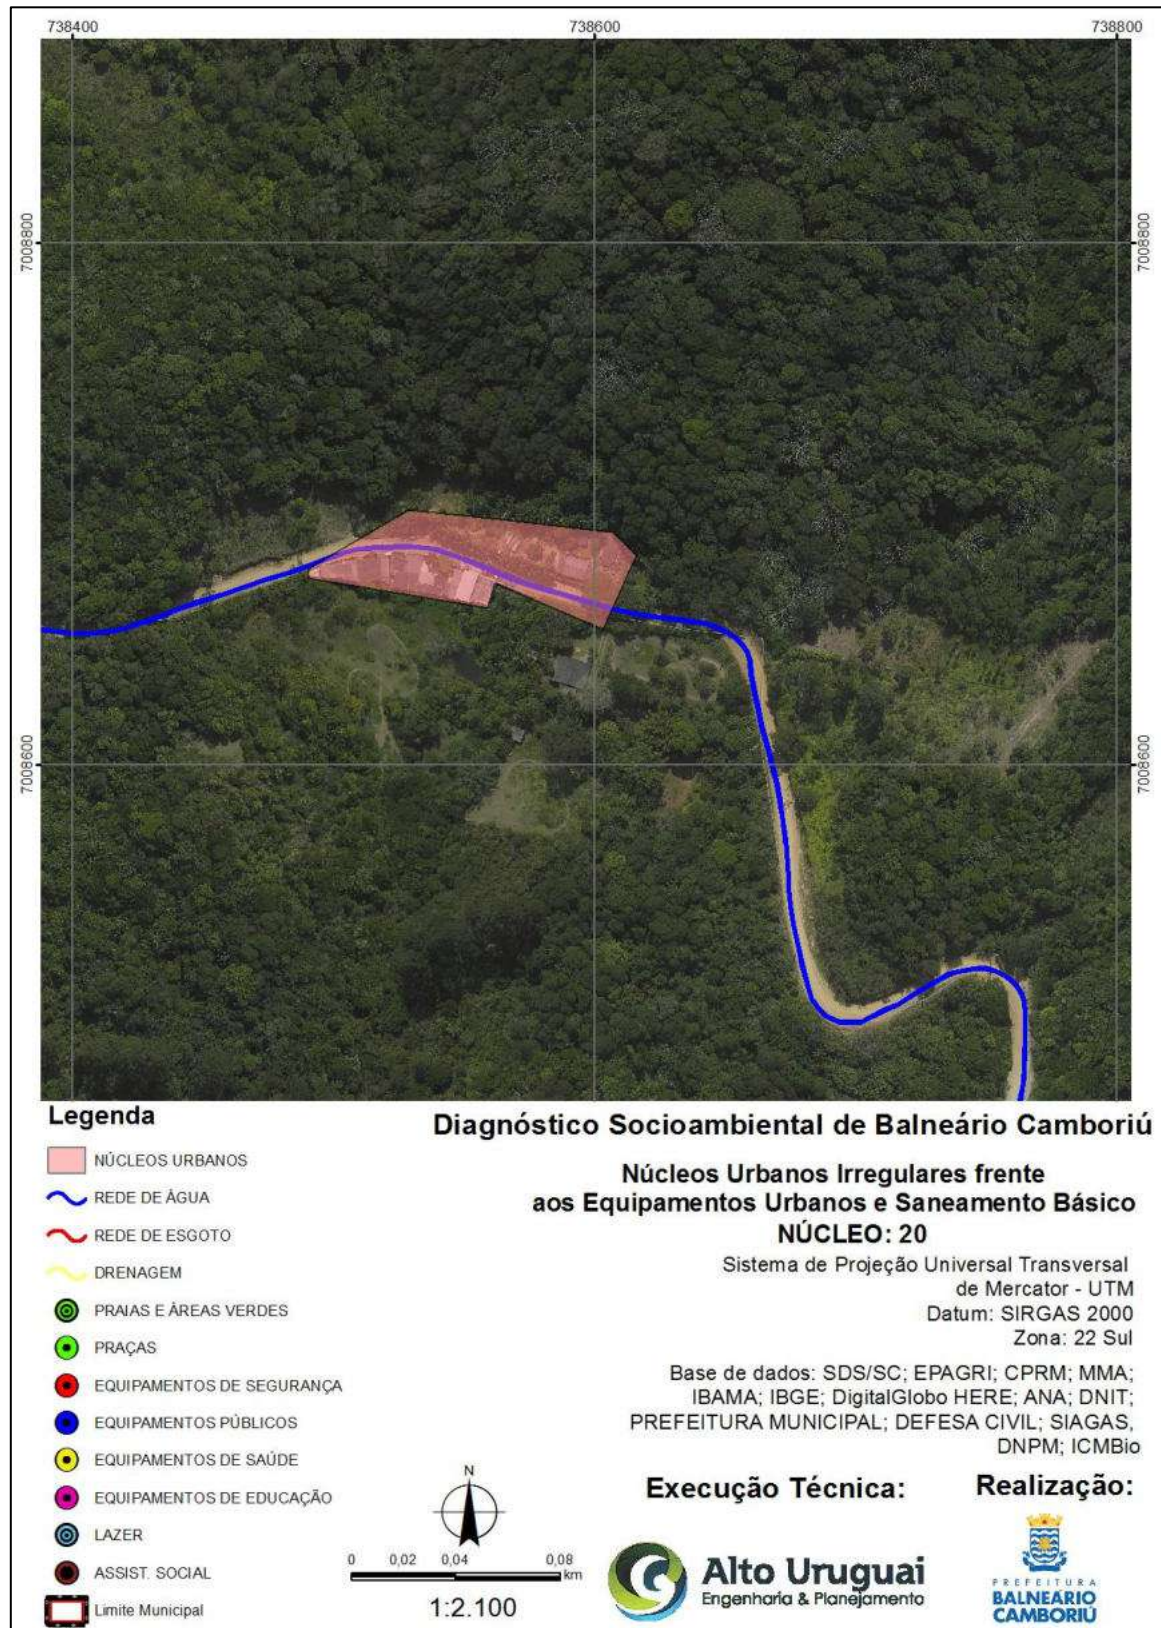 738400
738600
738800
7008800
7008800
7008600
7008600
Legenda
NÚCLEOS URBANOS
REDE DE ÁGUA
REDE DE ESGOTO
DRENAGEM
PRAIAS E ÁREAS VERDES
PRAÇAS
EQUIPAMENTOS DE SEGURANÇA
EQUIPAMENTOS PÚBLICOS
EQUIPAMENTOS DE SAÚDE
EQUIPAMENTOS DE EDUCAÇÃO
LAZER
ASSIST. SOCIAL
Limite Municipal
N
0 0,02 0,04 0,08
km
1:2.100
Diagnóstico Socioambiental de Balneário Camboriú
Núcleos Urbanos Irregulares frente
aos Equipamentos Urbanos e Saneamento Básico
NÚCLEO: 20
Sistema de Projeção Universal Transversal
de Mercator - UTM
Datum: SIRGAS 2000
Zona: 22 Sul
Base de dados: SDS/SC; EPAGRI; CPRM; MMA;
IBAMA; IBGE; DigitalGlobo HERE; ANA; DNIT;
PREFEITURA MUNICIPAL; DEFESA CIVIL; SIAGAS,
DNPM; ICMBio
Execução Técnica:
Alto Uruguai
Engenharia & Planejamento
Realização:
PREFEITURA
BALNEÁRIO
CAMBORIÚ